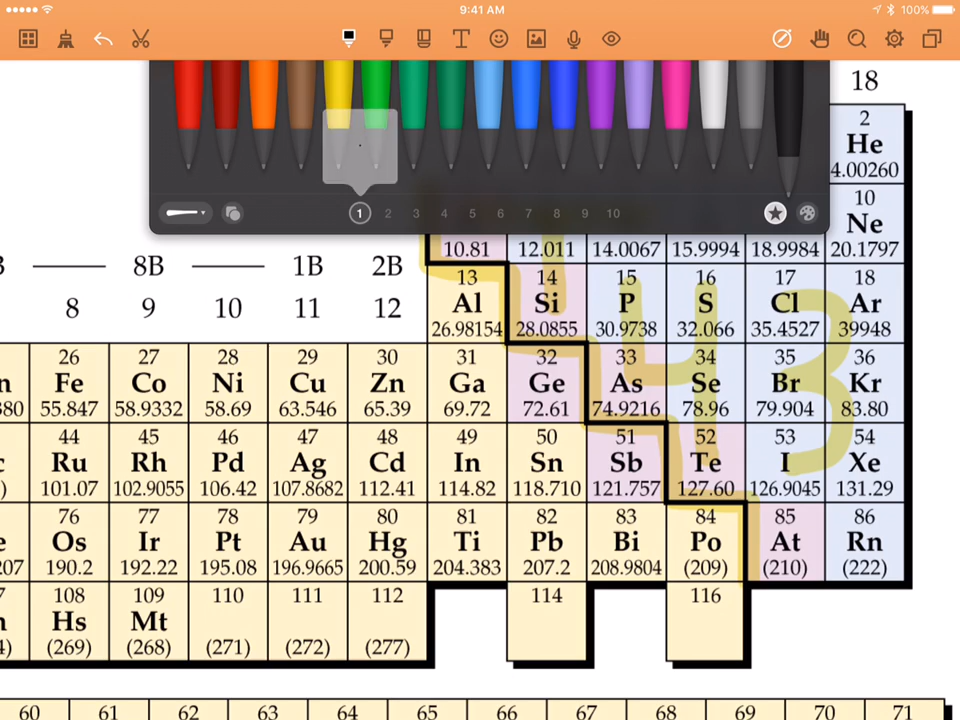 9:41 AM 100%
T
18
2
He
4.00260
10
Ne
1 2 3 4 5 6 7 8 9 10
10.81 12.011 14.0067 15.9994 18.9984 20.1797
8B 1B 2B 13 14 15 16 17 18
8 9 10 11 12 Al Si P S Cl Ar
26.98154 28.0855 30.9738 32.066 35.4527 39948
43
26 27 28 29 30 31 32 33 34 35 36
n Fe Co Ni Cu Zn Ga Ge As Se Br Kr
380 55.847 58.9332 58.69 63.546 65.39 69.72 72.61 74.9216 78.96 79.904 83.80
44 45 46 47 48 49 50 51 52 53 54
Ru Rh Pd Ag Cd In Sn Sb Te I Xe
) 101.07 102.9055 106.42 107.8682 112.41 114.82 118.710 121.757 127.60 126.9045 131.29
76 77 78 79 80 81 82 83 84 85 86
Os Ir Pt Au Hg Ti Pb Bi Po At Rn
207 190.2 192.22 195.08 196.9665 200.59 204.383 207.2 208.9804 (209) (210) (222)
108 109 110 111 112 114 116
Hs Mt
4) (269) (268) (271) (272) (277)
60 61 62 63 64 65 66 67 68 69 70 71